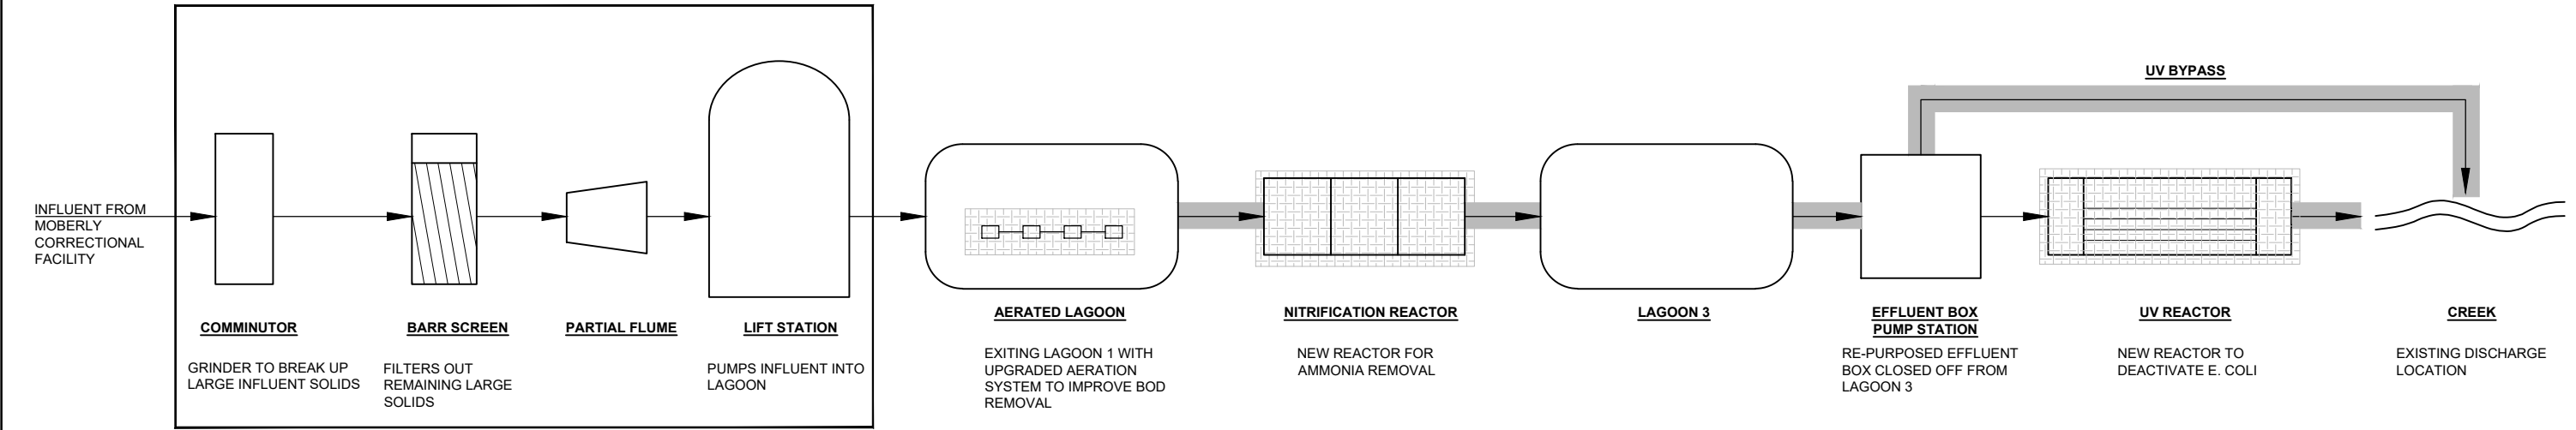 INFLUENT FROM
MOBERLY
CORRECTIONAL
FACILITY
COMMINUTOR
GRINDER TO BREAK UP
LARGE INFLUENT SOLIDS
BARR SCREEN
FILTERS OUT
REMAINING LARGE
SOLIDS
PARTIAL FLUME
LIFT STATION
PUMPS INFLUENT INTO
LAGOON
AERATED LAGOON
EXITING LAGOON 1 WITH
UPGRADED AERATION
SYSTEM TO IMPROVE BOD
REMOVAL
NITRIFICATION REACTOR
NEW REACTOR FOR
AMMONIA REMOVAL
LAGOON 3
EFFLUENT BOX
PUMP STATION
RE-PURPOSED EFFLUENT
BOX CLOSED OFF FROM
LAGOON 3
UV BYPASS
UV REACTOR
NEW REACTOR TO
DEACTIVATE E. COLI
CREEK
EXISTING DISCHARGE
LOCATION